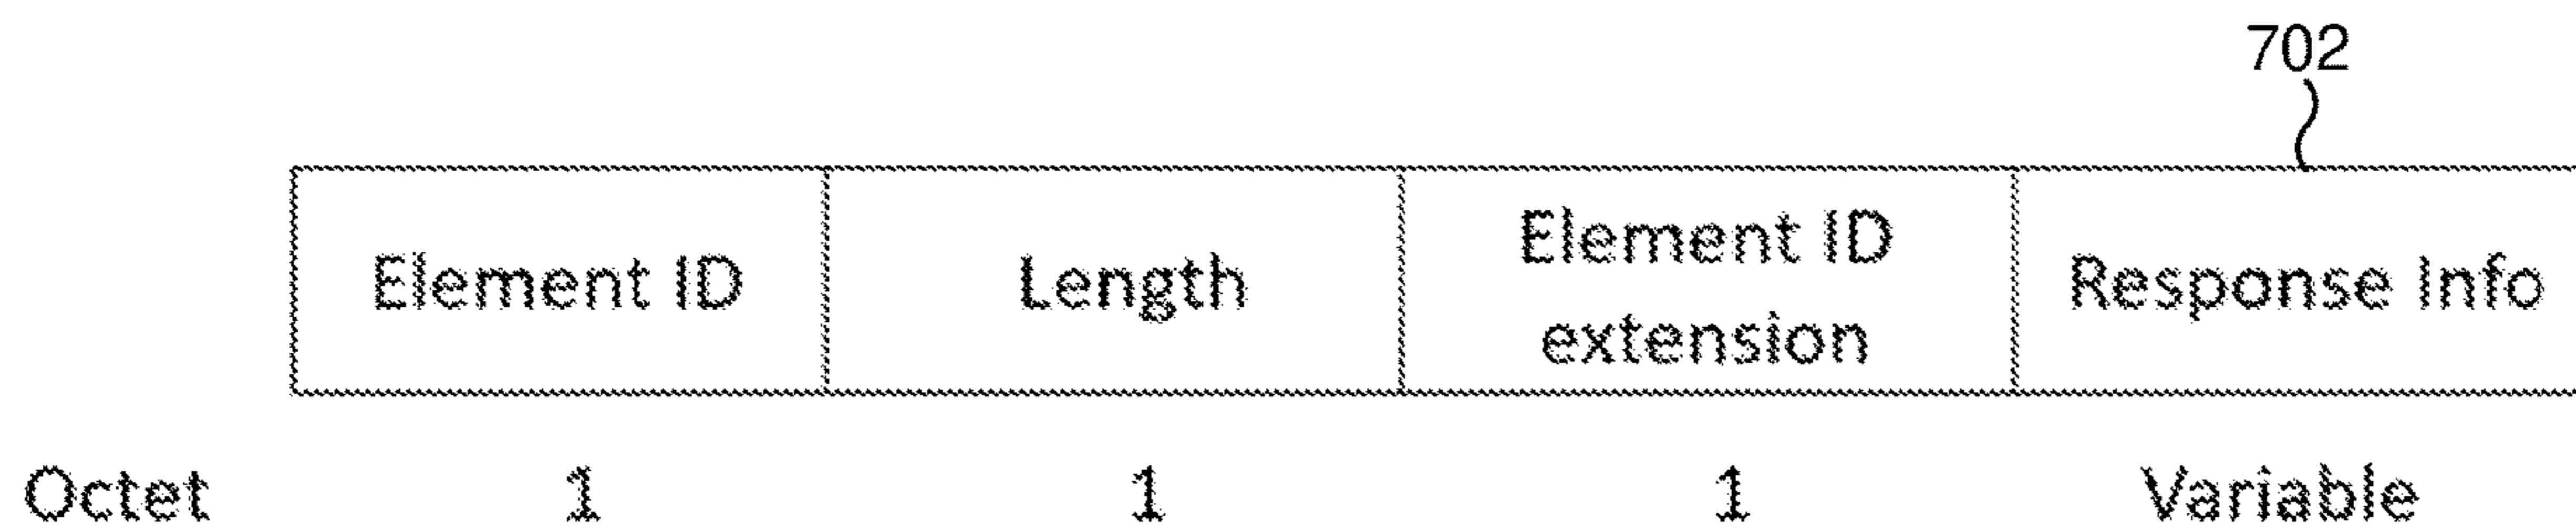 702
Element ID
Length
Element ID
extension
Response Info
Octet 1 1 1 Variable